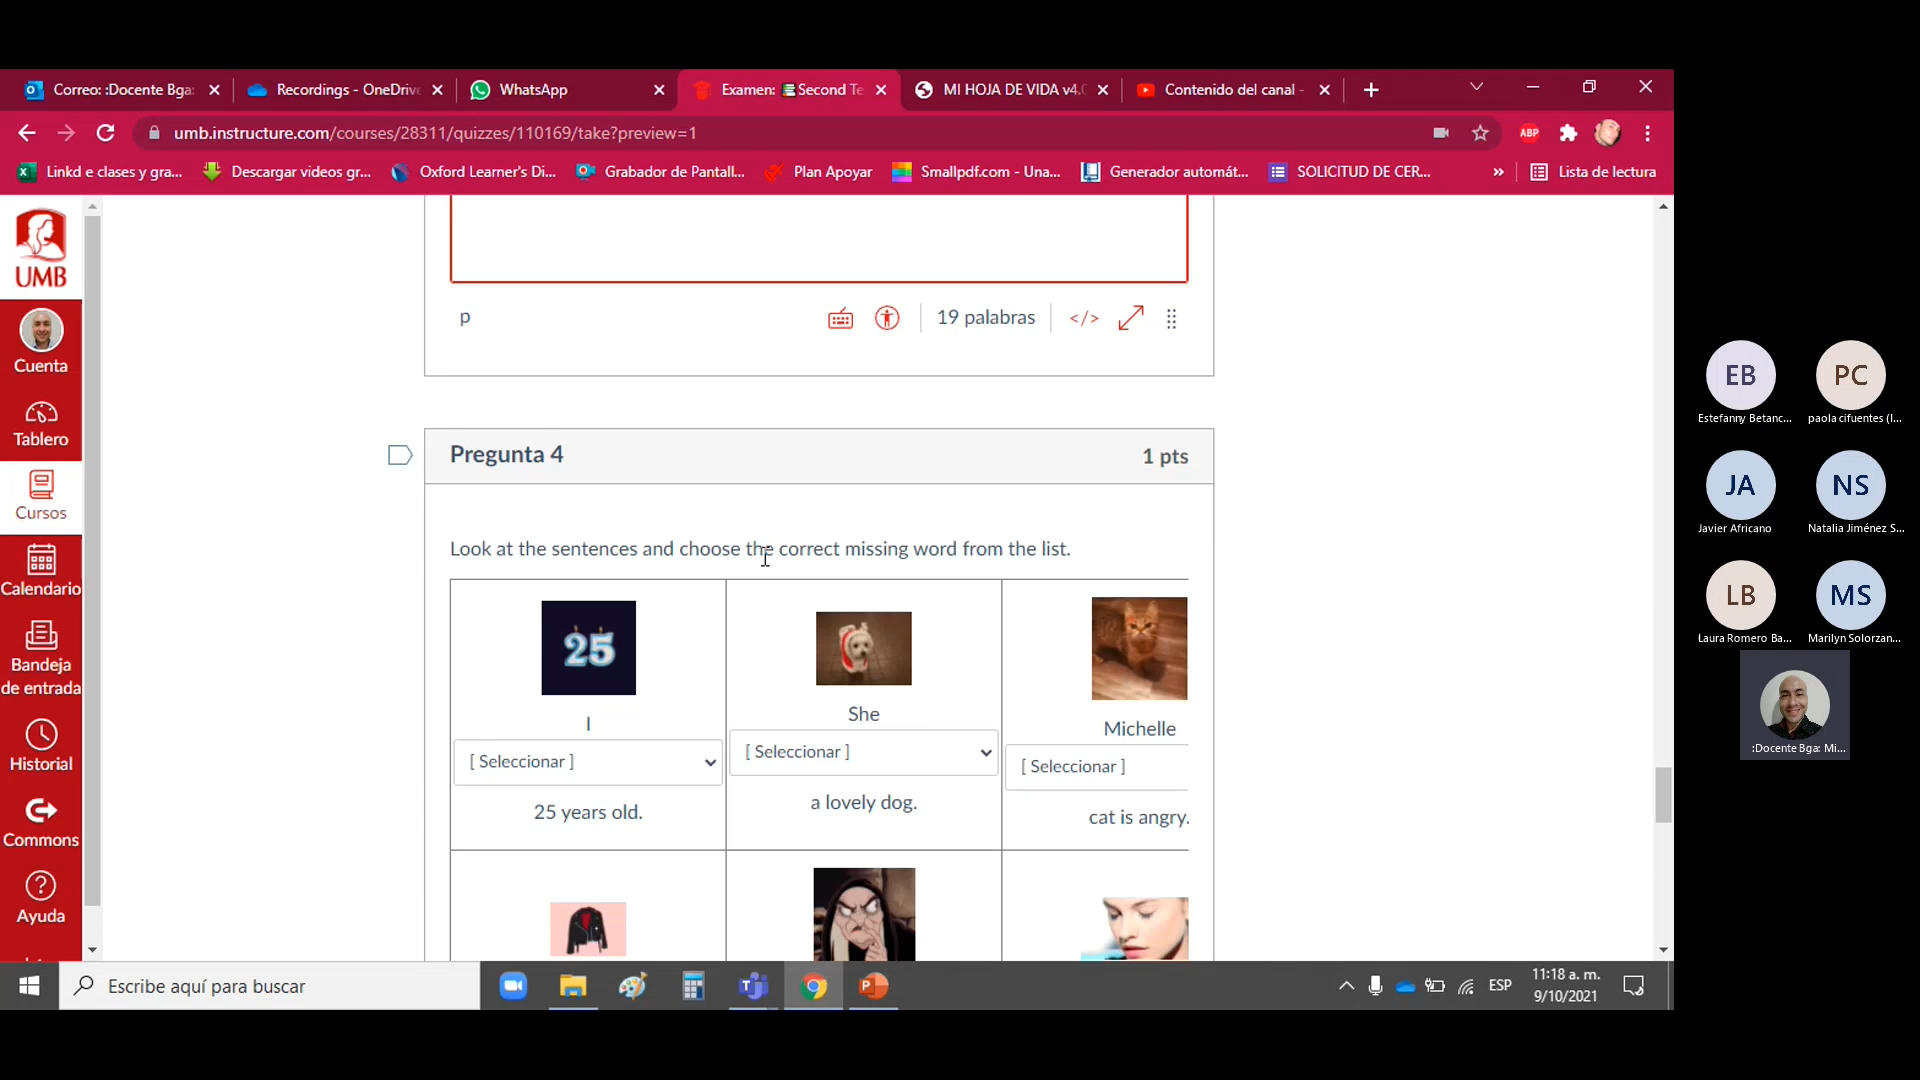 Correo: :Docente Bga:
Recordings - OneDrive
WhatsApp
Examen: Second Te
MI HOJA DE VIDA v4.0
Contenido del canal -
umb.instructure.com/courses/28311/quizzes/110169/take?preview=1
ABP
Linkd e clases y gra...
Descargar videos gr...
Oxford Learner's Di...
Grabador de Pantall...
Plan Apoyar
Smallpdf.com - Una...
Generador automát...
SOLICITUD DE CER...
»
Lista de lectura
UMB
Cuenta
Tablero
Cursos
Calendario
Bandeja
de entrada
Historial
Commons
Ayuda
p
19 palabras
</>
Pregunta 4
1 pts
Look at the sentences and choose the correct missing word from the list.
25
I
[ Seleccionar ]
25 years old.
She
[ Seleccionar ]
a lovely dog.
Michelle
[ Seleccionar ]
cat is angry.
EB
Estefanny Betanc...
PC
paola cifuentes (I...
JA
Javier Africano
NS
Natalia Jiménez S...
LB
Laura Romero Ba...
MS
Marilyn Solorzan...
:Docente Bga: Mi...
Escribe aquí para buscar
ESP
11:18 a. m.
9/10/2021